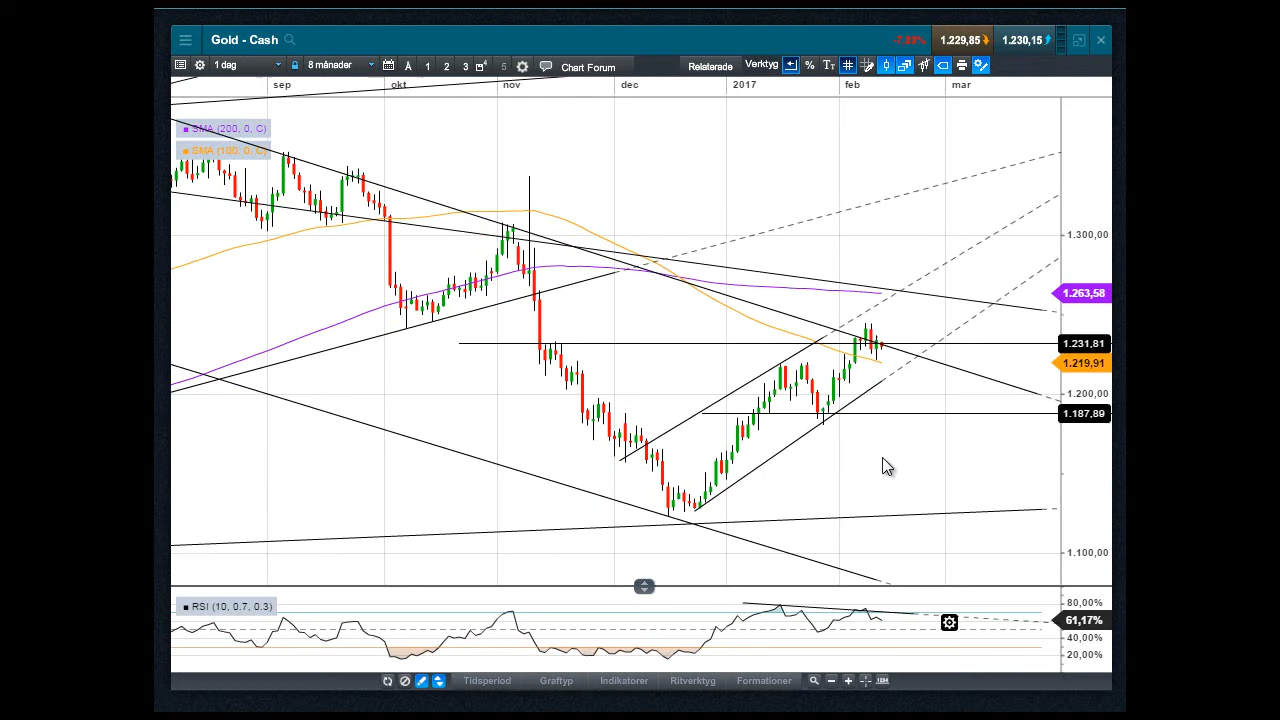 Gold - Cash
-7,83%
1.229,85
1.230,15
1 dag
8 månader
A
1
2
3
5
Chart Forum
Relaterade
Verktyg
%
sep
okt
nov
dec
2017
feb
mar
SMA (200, 0, C)
SMA (100, 0, C)
1.300,00
1.263,58
1.231,81
1.219,91
1.200,00
1.187,89
1.100,00
RSI (10, 0.7, 0.3)
80,00%
61,17%
40,00%
20,00%
Tidsperiod
Graftyp
Indikatorer
Ritverktyg
Formationer